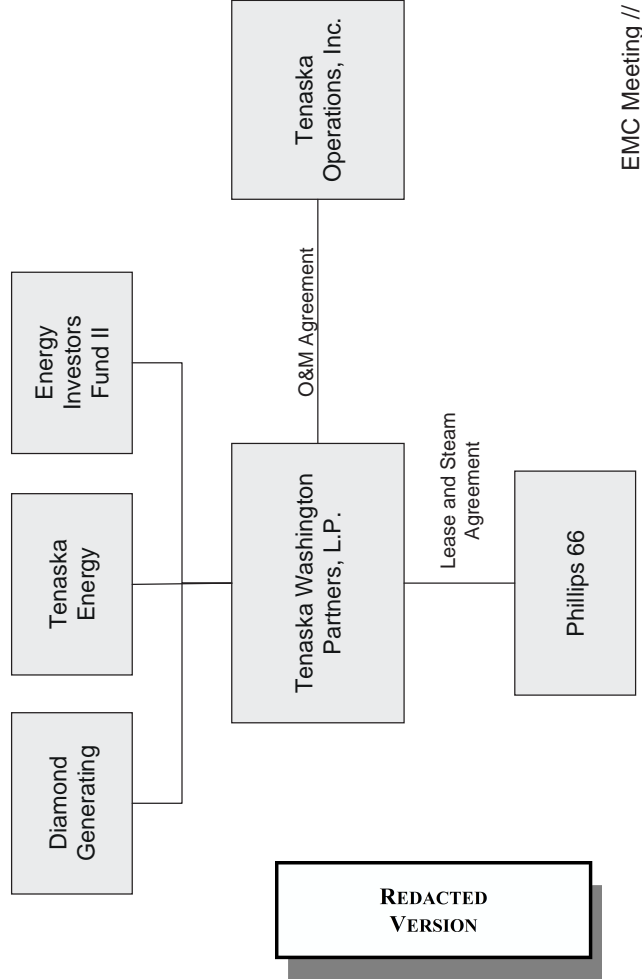 Diamond
Generating
Tenaska
Energy
Energy
Investors
Fund II
Tenaska Washington
Partners, L.P.
O&M Agreement
Tenaska
Operations, Inc.
Lease and Steam
Agreement
Phillips 66
EMC Meeting //
REDACTED
VERSION